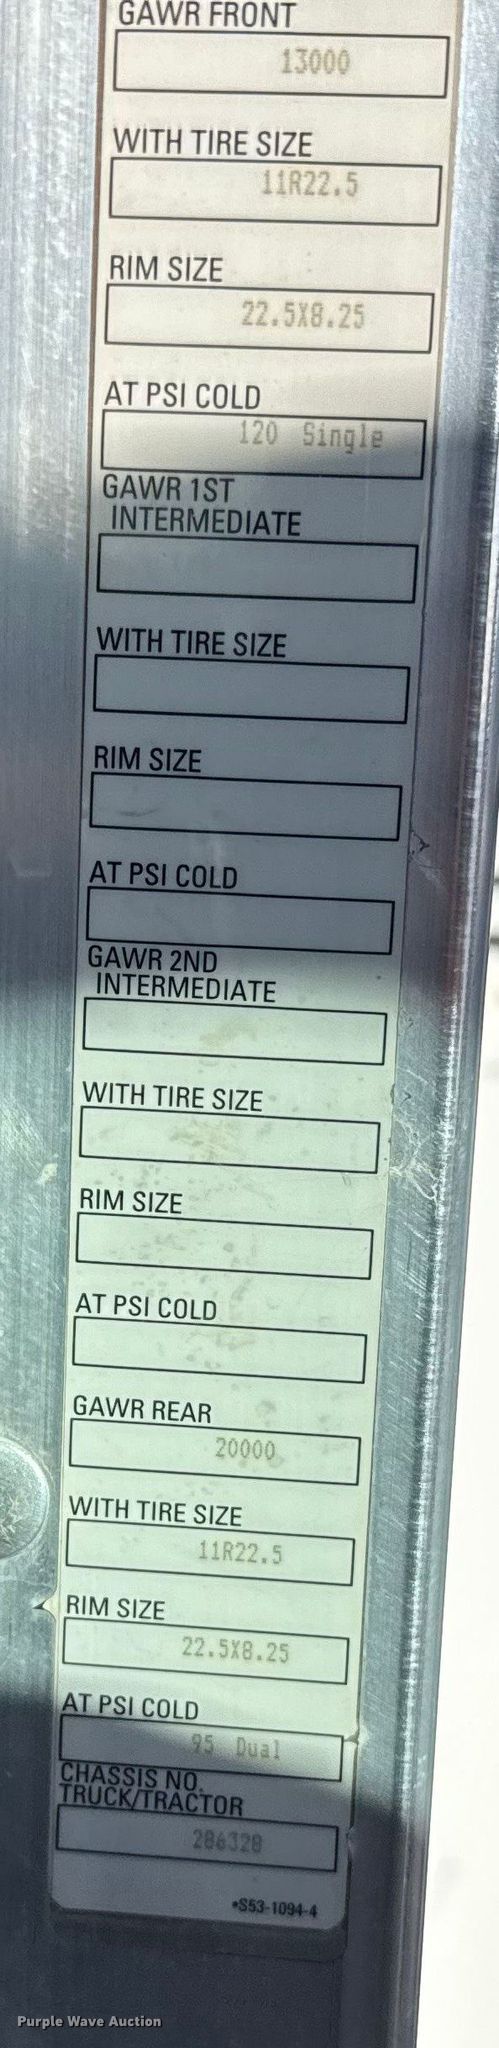 GAWR FRONT
13000
WITH TIRE SIZE
11R22.5
RIM SIZE
22.5X8.25
AT PSI COLD
120 Single
GAWR 1ST
INTERMEDIATE
WITH TIRE SIZE
RIM SIZE
AT PSI COLD
GAWR 2ND
INTERMEDIATE
WITH TIRE SIZE
RIM SIZE
AT PSI COLD
GAWR REAR
20000
WITH TIRE SIZE
11R22.5
RIM SIZE
22.5X8.25
AT PSI COLD
95 Dual
CHASSIS NO.
TRUCK/TRACTOR
286328
•S53-1094-4
Purple Wave Auction